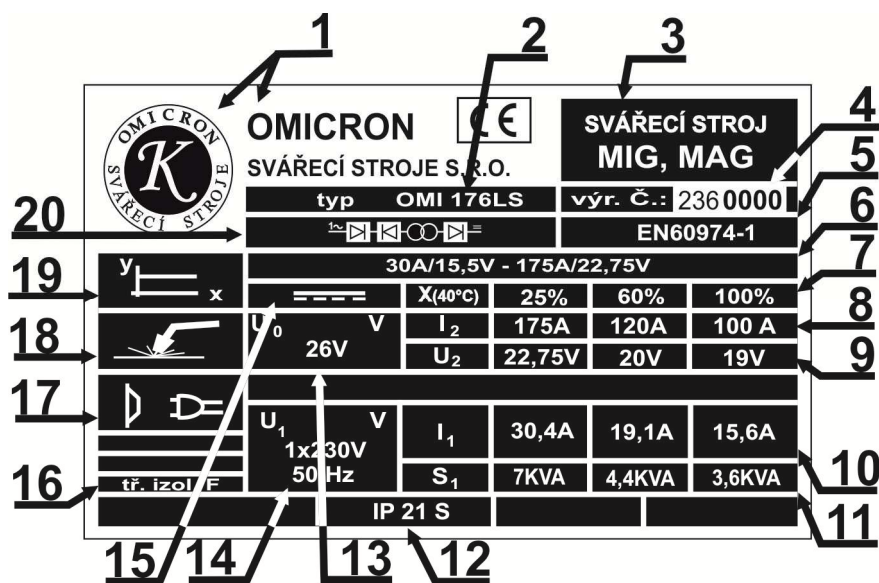 1
2
3
OMICRON
SVÁŘECÍ STROJE
K
OMICRON
CE
SVÁŘECÍ STROJE S.R.O.
SVÁŘECÍ STROJ
MIG, MAG
4
typ OMI 176LS
výr. Č.: 236 0000
5
20
1~
=
EN60974-1
6
30A/15,5V - 175A/22,75V
7
19
y
x
X(40ºC) 25% 60% 100%
8
18
U0 V
26V
I2 175A 120A 100 A
U2 22,75V 20V 19V
9
17
U1 V
1x230V
50 Hz
I1 30,4A 19,1A 15,6A
10
16
tř. izol. F
S1 7KVA 4,4KVA 3,6KVA
11
IP 21 S
15
14
13
12